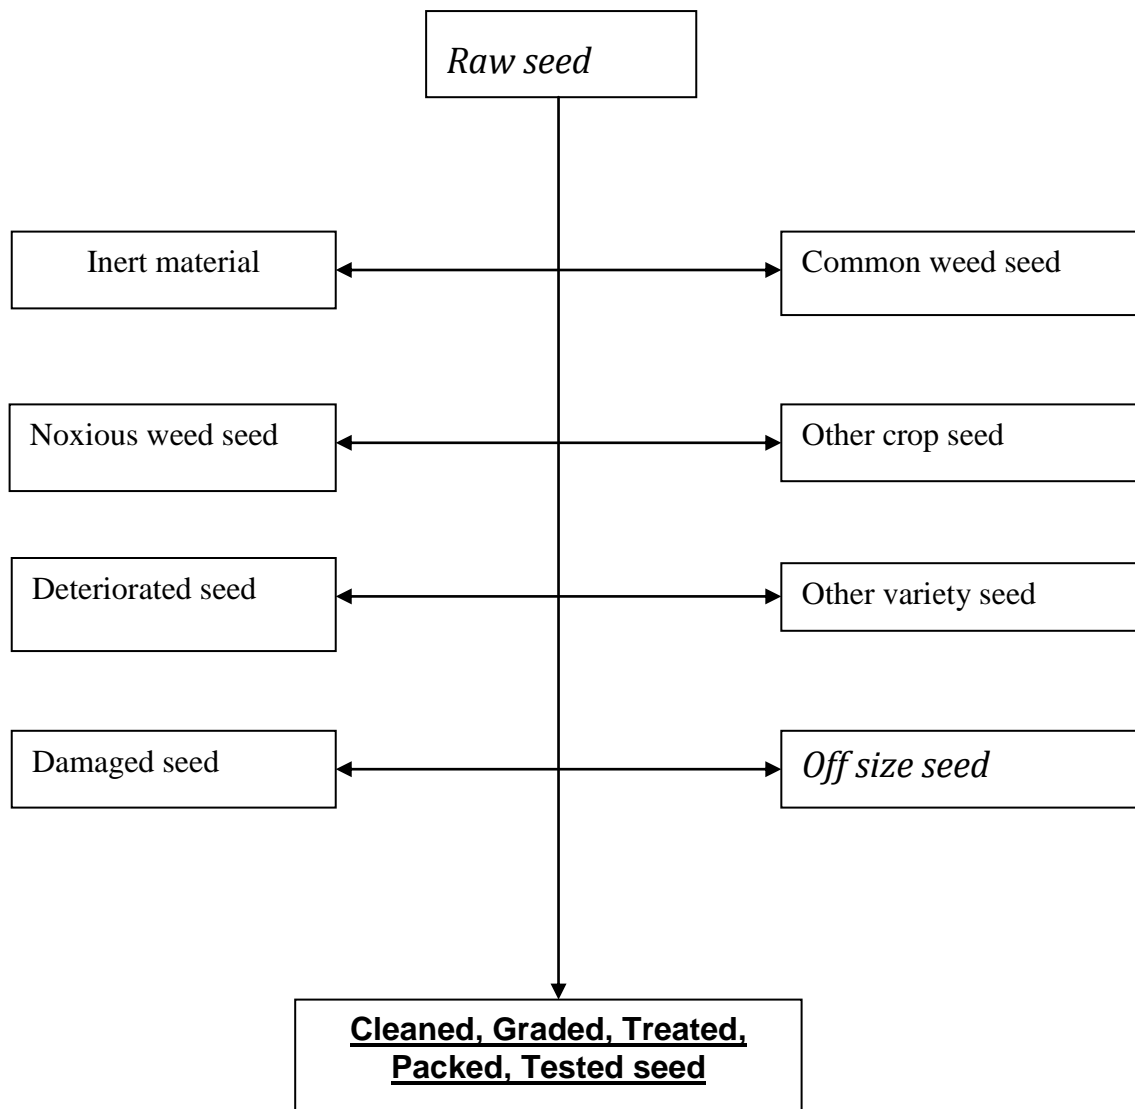 Raw seed
Inert material
Common weed seed
Noxious weed seed
Other crop seed
Deteriorated seed
Other variety seed
Damaged seed
Off size seed
Cleaned, Graded, Treated,
Packed, Tested seed